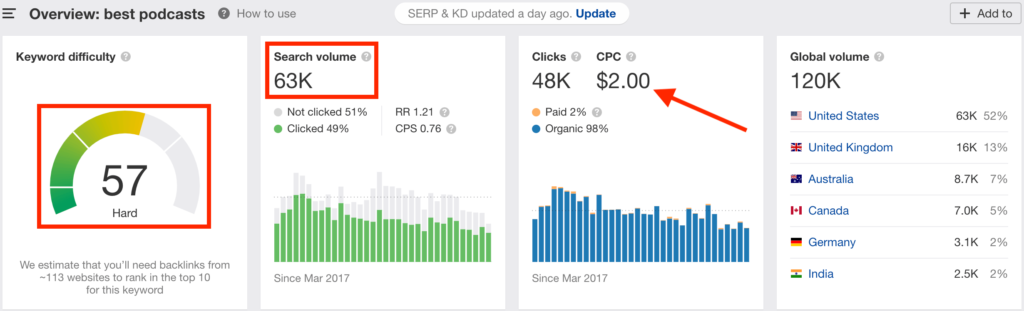 Overview: best podcasts ? How to use
SERP & KD updated a day ago. Update
+ Add to
Keyword difficulty ?
57
Hard
We estimate that you'll need backlinks from
~113 websites to rank in the top 10
for this keyword
Search volume ?
63K
Not clicked 51% RR 1.21 ?
Clicked 49% CPS 0.76 ?
Since Mar 2017
Clicks ? CPC ?
48K $2.00
Paid 2% ?
Organic 98%
Since Mar 2017
Global volume ?
120K
United States 63K 52%
United Kingdom 16K 13%
Australia 8.7K 7%
Canada 7.0K 5%
Germany 3.1K 2%
India 2.5K 2%